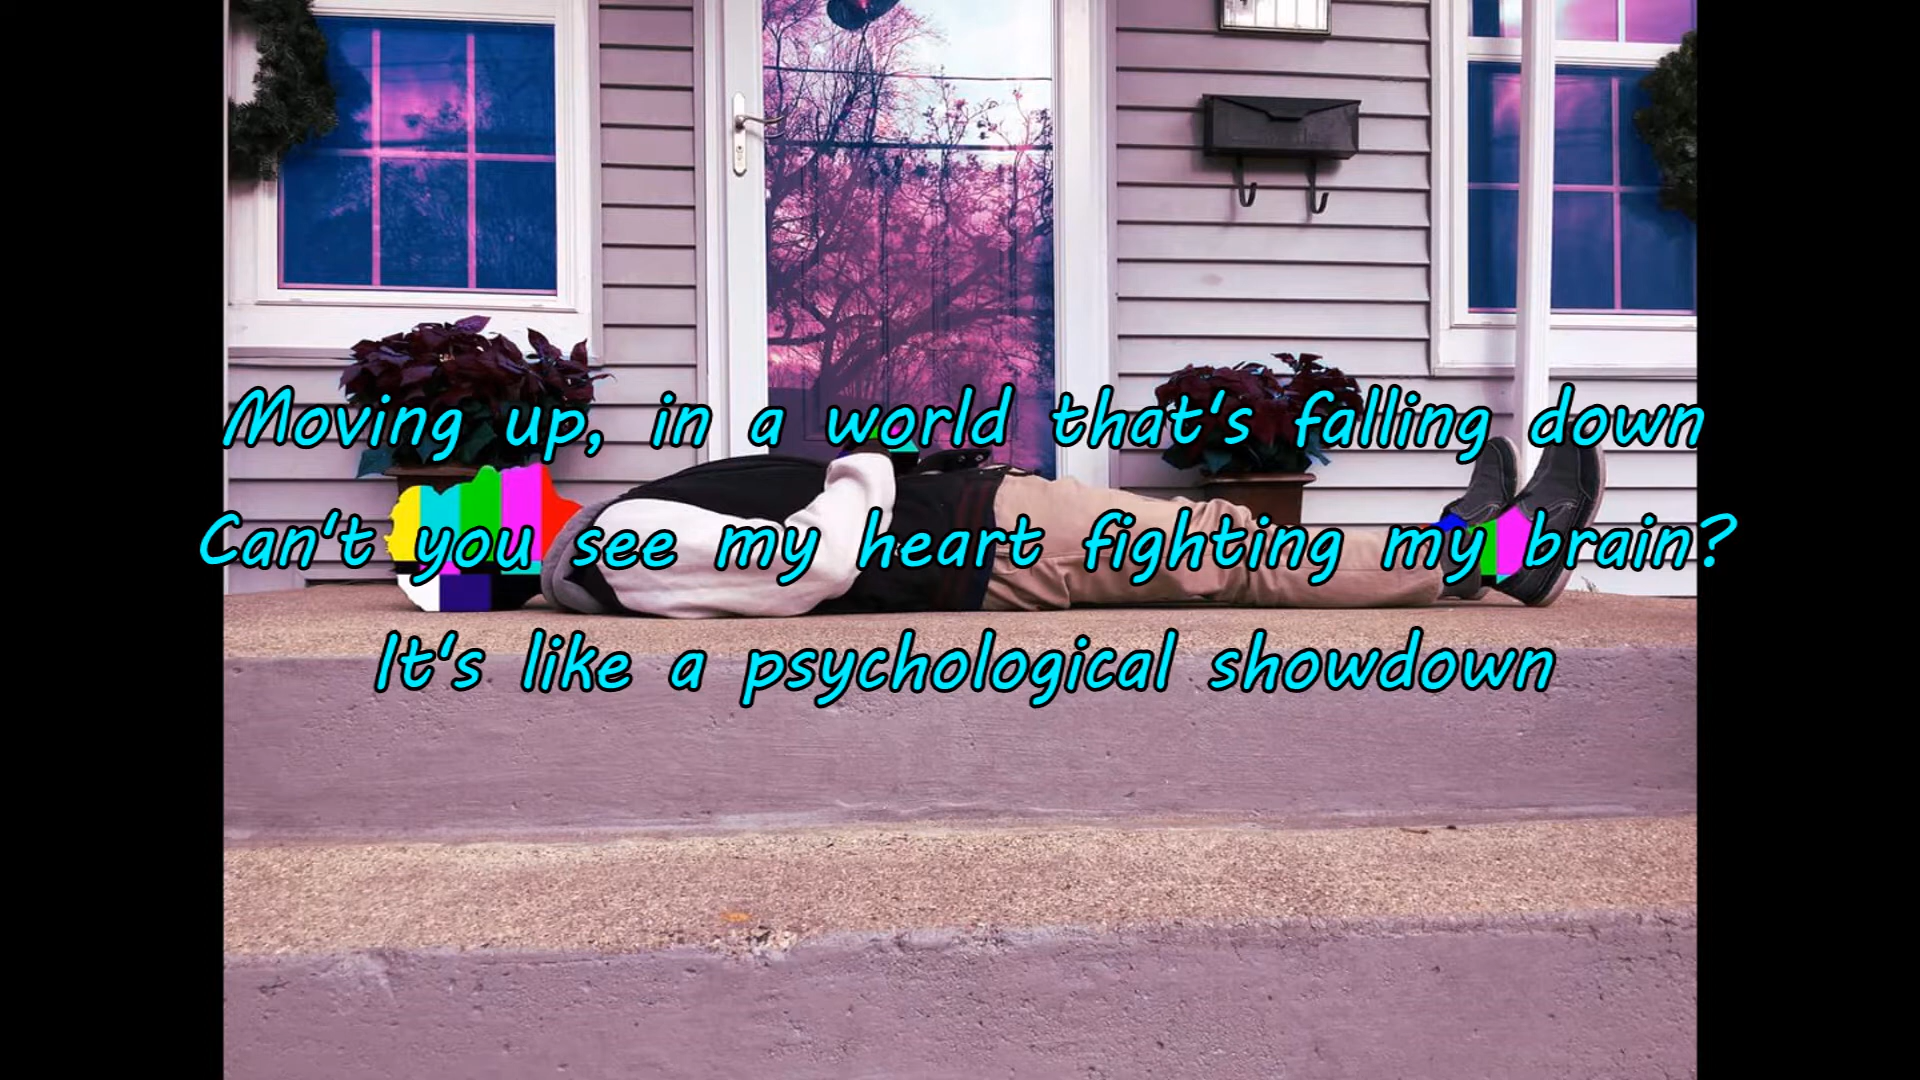 Moving up, in a world that's falling down
Can't you see my heart fighting my brain?
It's like a psychological showdown